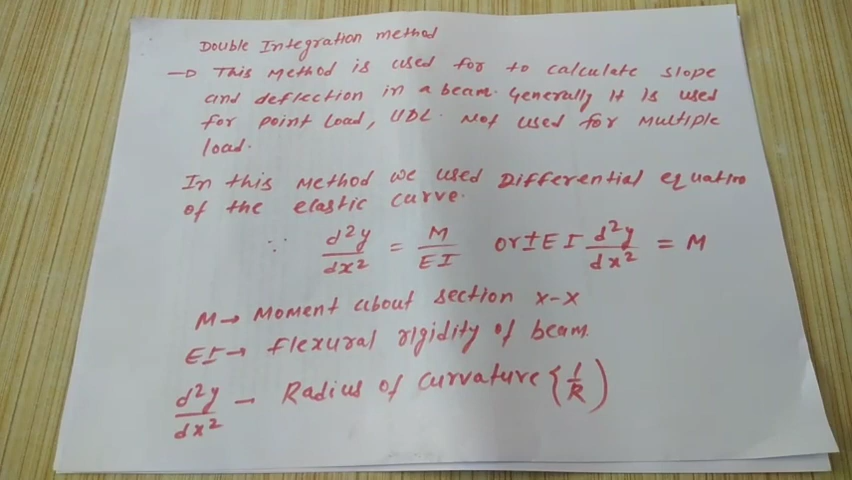 Double Integration method
→ This method is used for to calculate slope
and deflection in a beam. Generally it is used
for point load, UDL. Not used for multiple
load.
In this method we used Differential equatio
of the elastic curve.
∵ d²y/dx² = M/EI or ±EI d²y/dx² = M
M → Moment about section x-x
EI → flexural rigidity of beam.
d²y/dx² → Radius of curvature {1/R)